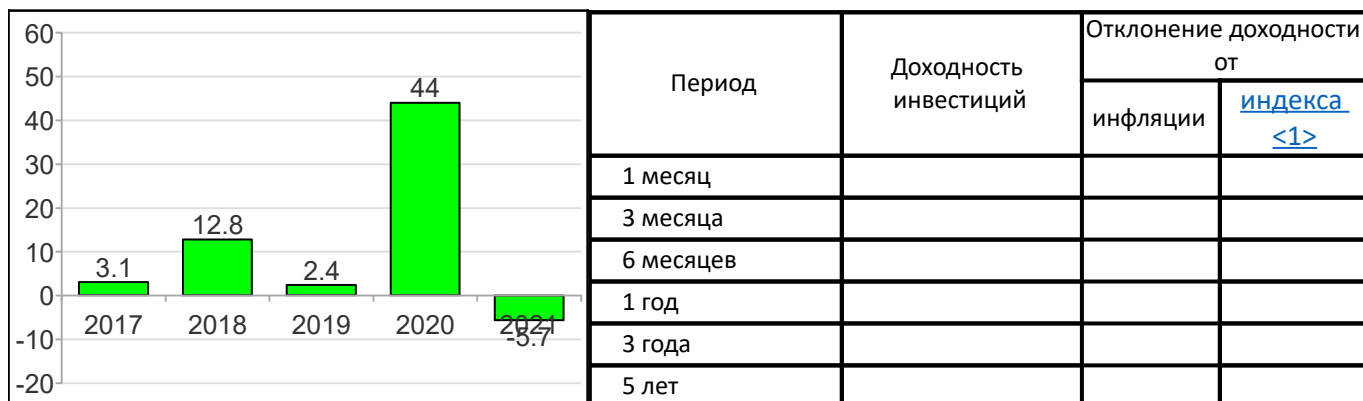 60
50
40
30
20
10
0
-10
-20
3.1
12.8
2.4
44
-5.7
2017
2018
2019
2020
2021
Период
Доходность
инвестиций
Отклонение доходности
от
инфляции
индекса
<1>
1 месяц
3 месяца
6 месяцев
1 год
3 года
5 лет